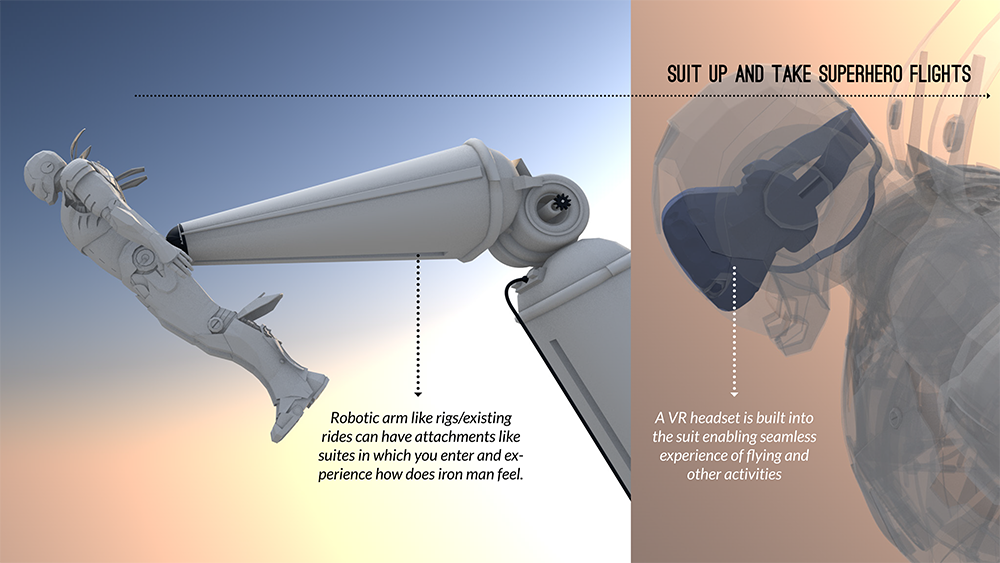 SUIT UP AND TAKE SUPERHERO FLIGHTS
Robotic arm like rigs/existing
rides can have attachments like
suites in which you enter and ex-
perience how does iron man feel.
A VR headset is built into
the suit enabling seamless
experience of flying and
other activities